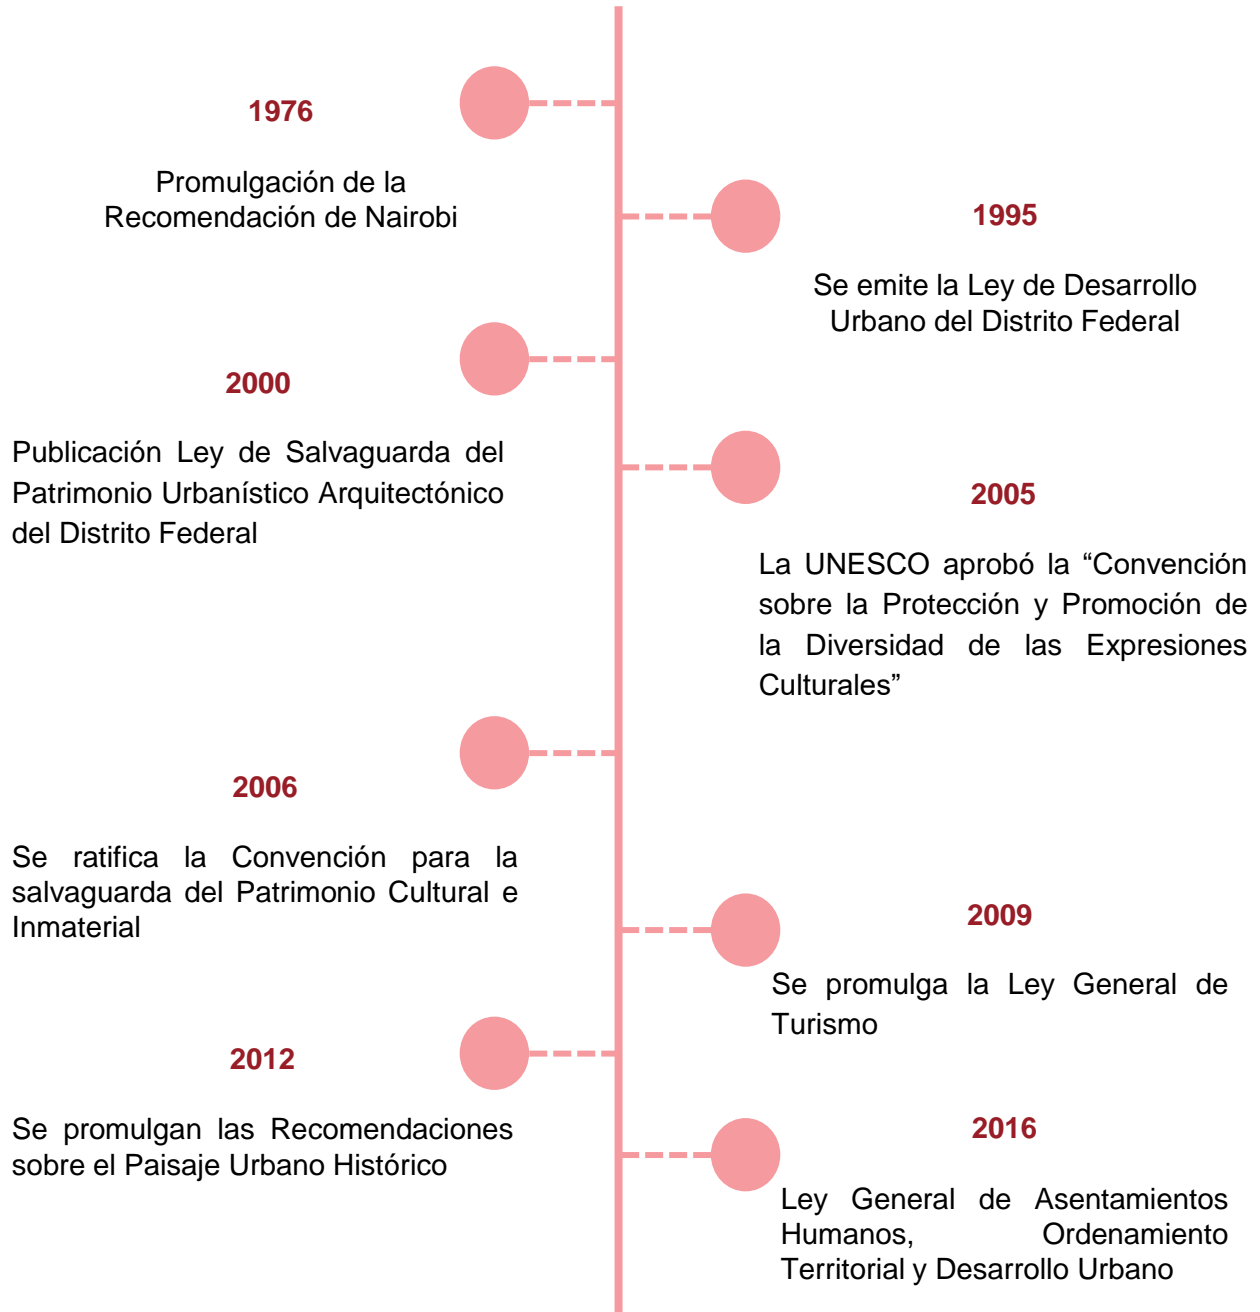 1976
Promulgación de la
Recomendación de Nairobi
1995
Se emite la Ley de Desarrollo
Urbano del Distrito Federal
2000
Publicación Ley de Salvaguarda del
Patrimonio Urbanístico Arquitectónico
del Distrito Federal
2005
La UNESCO aprobó la “Convención
sobre la Protección y Promoción de
la Diversidad de las Expresiones
Culturales”
2006
Se ratifica la Convención para la
salvaguarda del Patrimonio Cultural e
Inmaterial
2009
Se promulga la Ley General de
Turismo
2012
Se promulgan las Recomendaciones
sobre el Paisaje Urbano Histórico
2016
Ley General de Asentamientos
Humanos, Ordenamiento
Territorial y Desarrollo Urbano